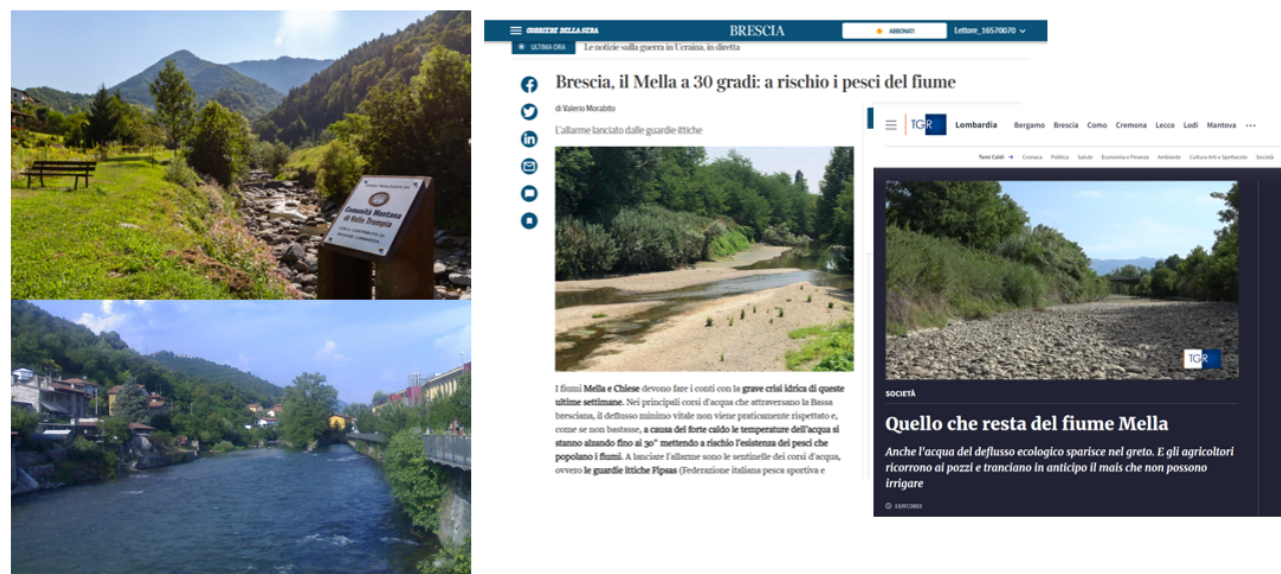 COMUNITÀ MONTANA
di Valle Trompia
CON IL CONTRIBUTO DI
REGIONE LOMBARDIA
CORRIERE DELLA SERA
BRESCIA
ABBONATI
Lettore_16570070
ULTIMA ORA
Le notizie sulla guerra in Ucraina, in diretta
Brescia, il Mella a 30 gradi: a rischio i pesci del fiume
di Valerio Morabito
L'allarme lanciato dalle guardie ittiche
I fiumi Mella e Chiese devono fare i conti con la grave crisi idrica di queste
ultime settimane. Nei principali corsi d'acqua che attraversano la Bassa
bresciana, il deflusso minimo vitale non viene praticamente rispettato e,
come se non bastasse, a causa del forte caldo le temperature dell'acqua si
stanno alzando fino ai 30° mettendo a rischio l'esistenza dei pesci che
popolano i fiumi. A lanciare l'allarme sono le sentinelle dei corsi d'acqua,
ovvero le guardie ittiche Fipsas (Federazione italiana pesca sportiva e
TGR
Lombardia
Bergamo
Brescia
Como
Cremona
Lecco
Lodi
Mantova
Temi Caldi
Cronaca
Politica
Salute
Economia e Finanza
Ambiente
Cultura Arti e Spettacolo
Società
TGR
SOCIETÀ
Quello che resta del fiume Mella
Anche l'acqua del deflusso ecologico sparisce nel greto. E gli agricoltori
ricorrono ai pozzi e tranciano in anticipo il mais che non possono
irrigare